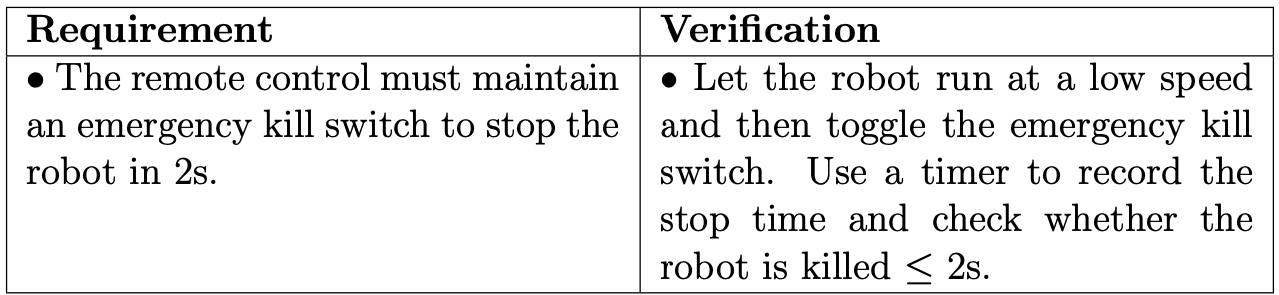 Requirement
Verification
• The remote control must maintain
an emergency kill switch to stop the
robot in 2s.
• Let the robot run at a low speed
and then toggle the emergency kill
switch. Use a timer to record the
stop time and check whether the
robot is killed ≤ 2s.